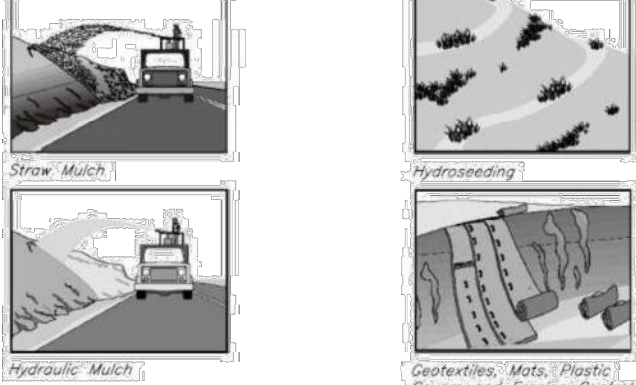 Straw Mulch
Hydroseeding
Hydraulic Mulch
Geotextiles, Mats, Plastic